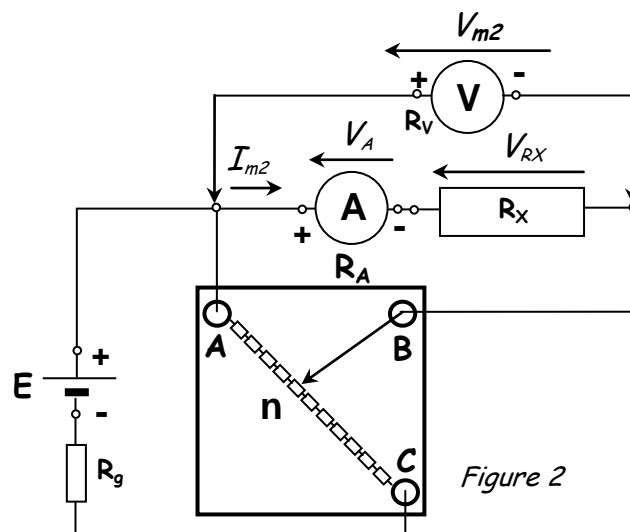 Vm2
+ V -
RV
VA
VRX
Im2
+ A -
RX
RA
A
B
+
E
-
n
Rg
C
Figure 2